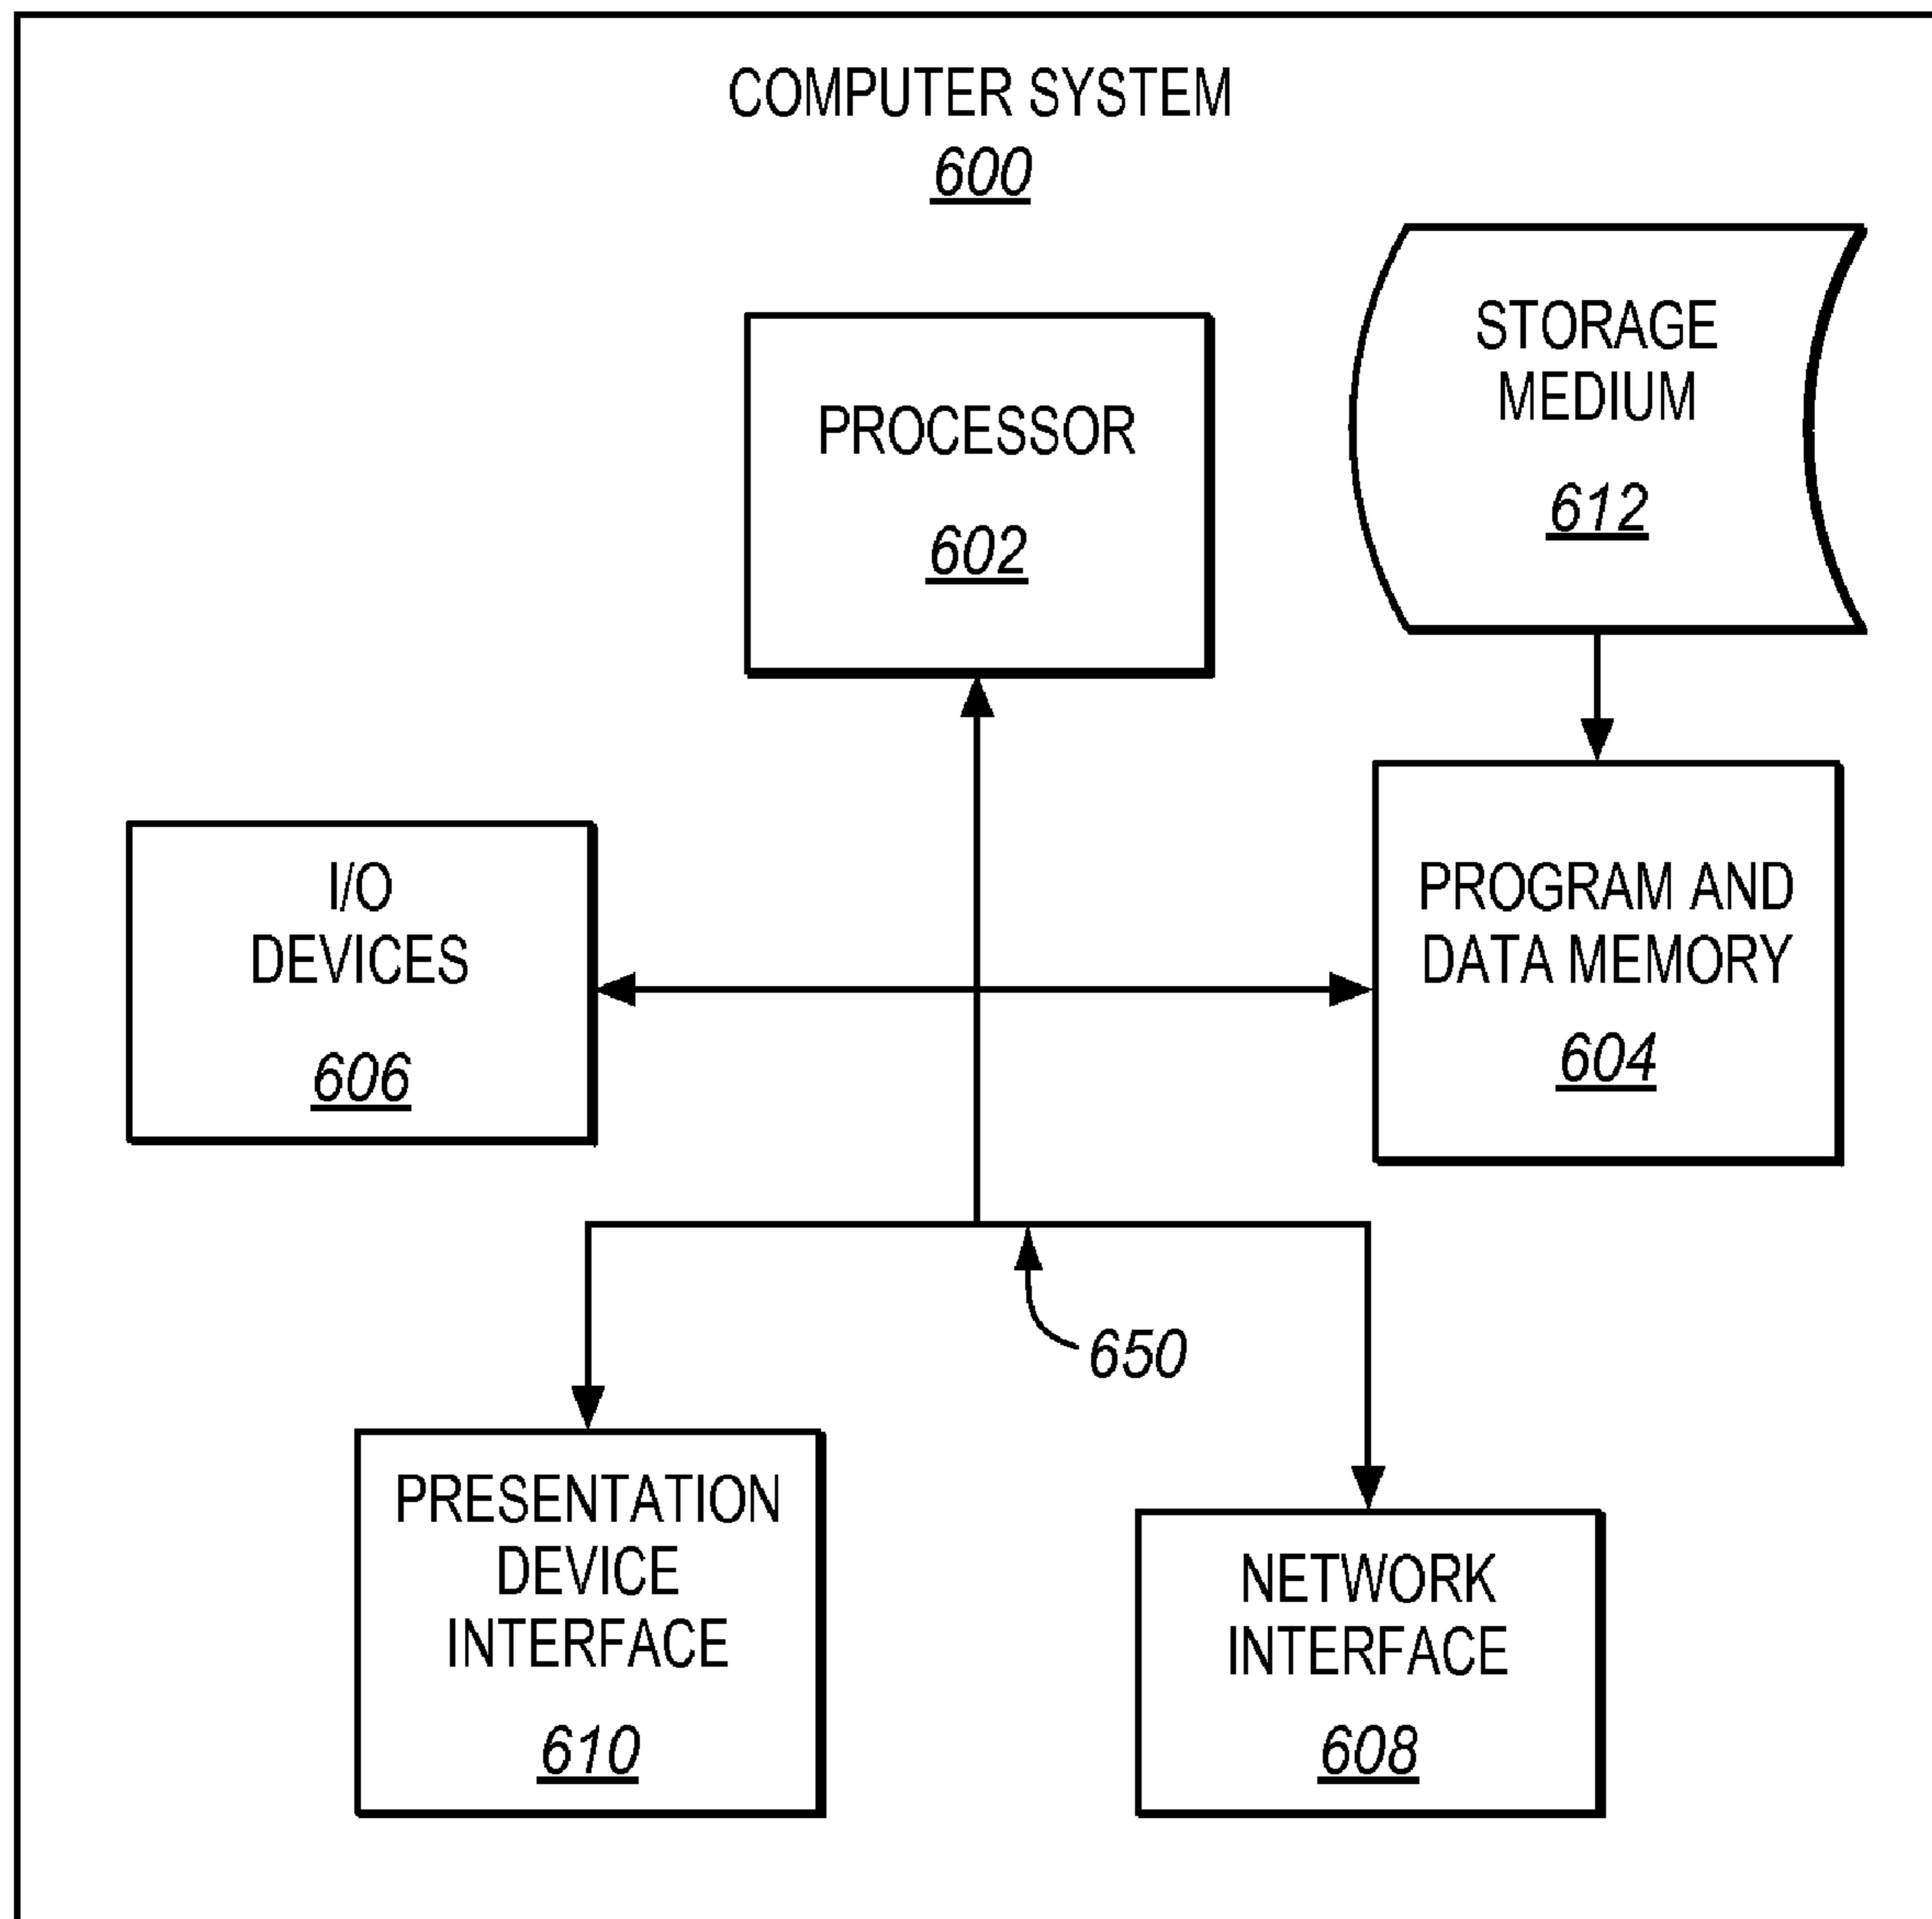 COMPUTER SYSTEM
600
PROCESSOR
602
STORAGE
MEDIUM
612
I/O
DEVICES
606
PROGRAM AND
DATA MEMORY
604
650
PRESENTATION
DEVICE
INTERFACE
610
NETWORK
INTERFACE
608